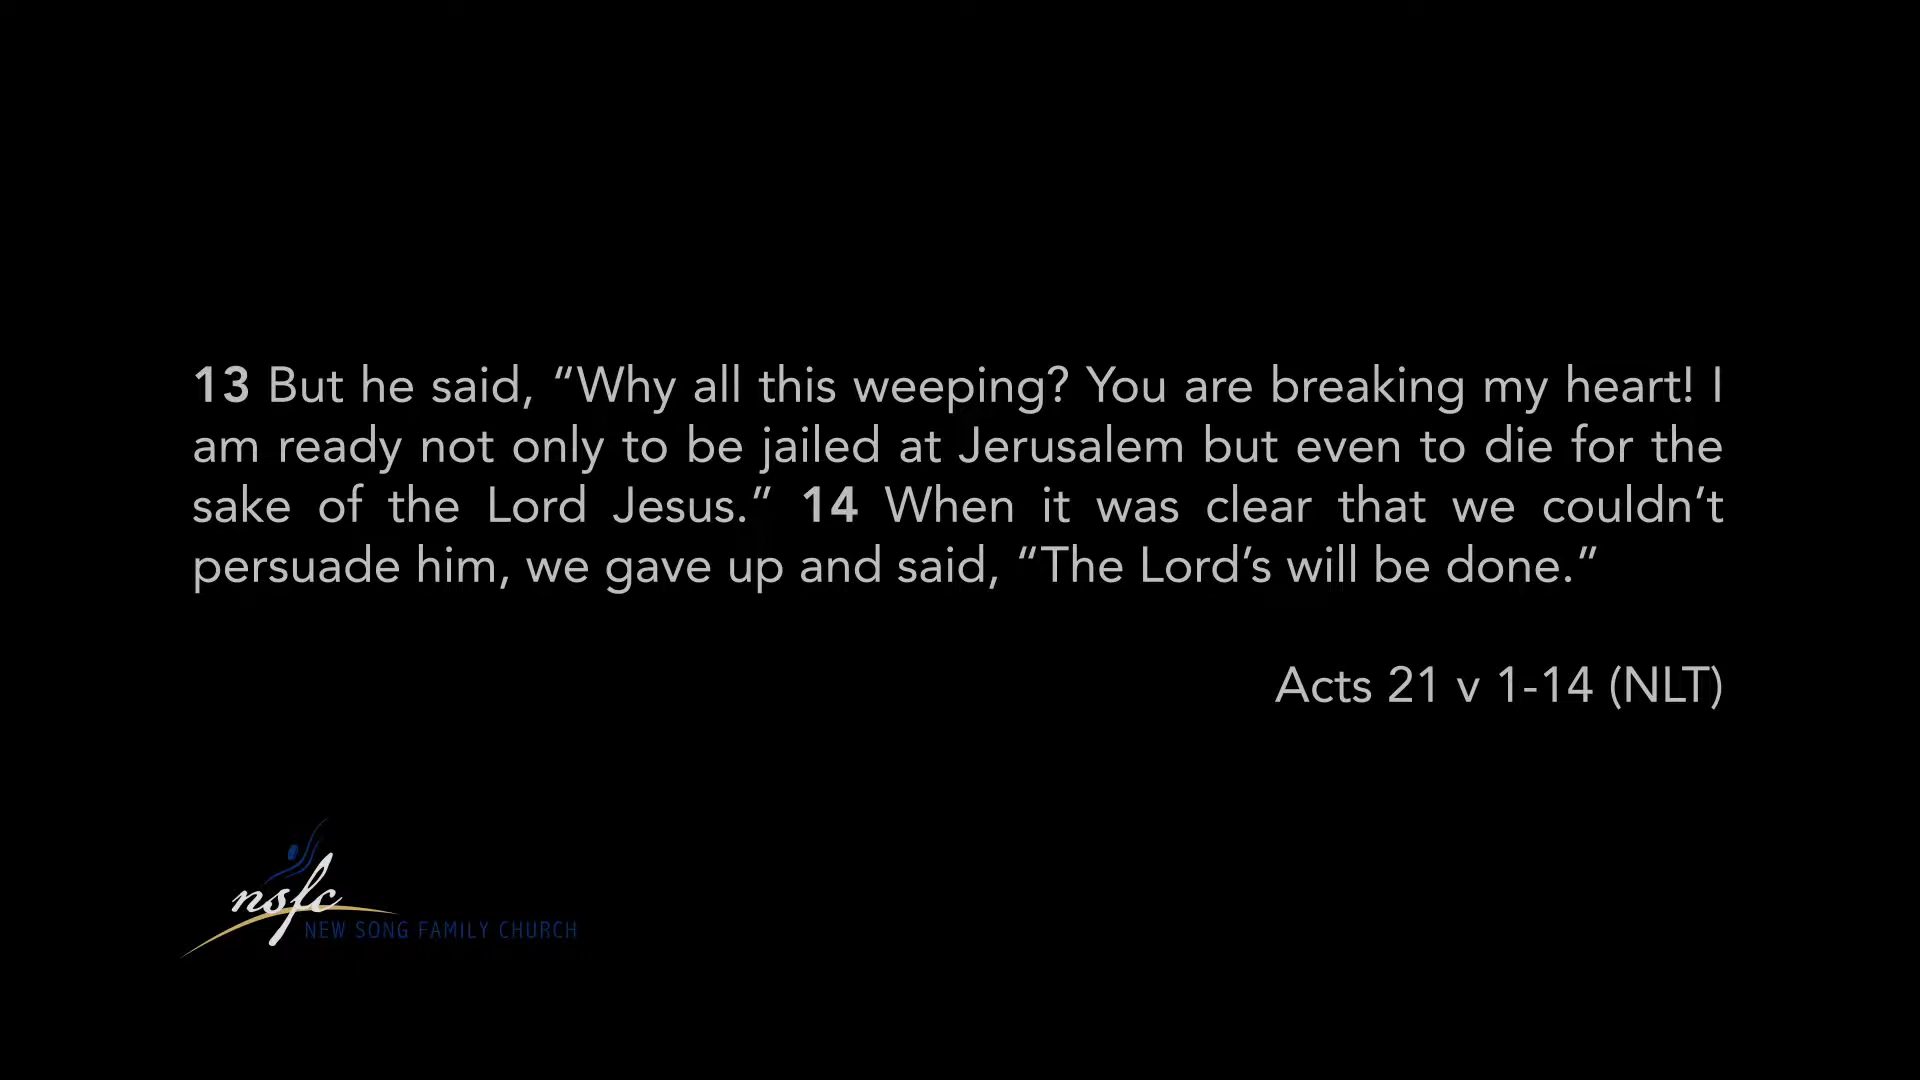 13 But he said, “Why all this weeping? You are breaking my heart! I
am ready not only to be jailed at Jerusalem but even to die for the
sake of the Lord Jesus.” 14 When it was clear that we couldn’t
persuade him, we gave up and said, “The Lord’s will be done.”
Acts 21 v 1-14 (NLT)
nsfc
NEW SONG FAMILY CHURCH